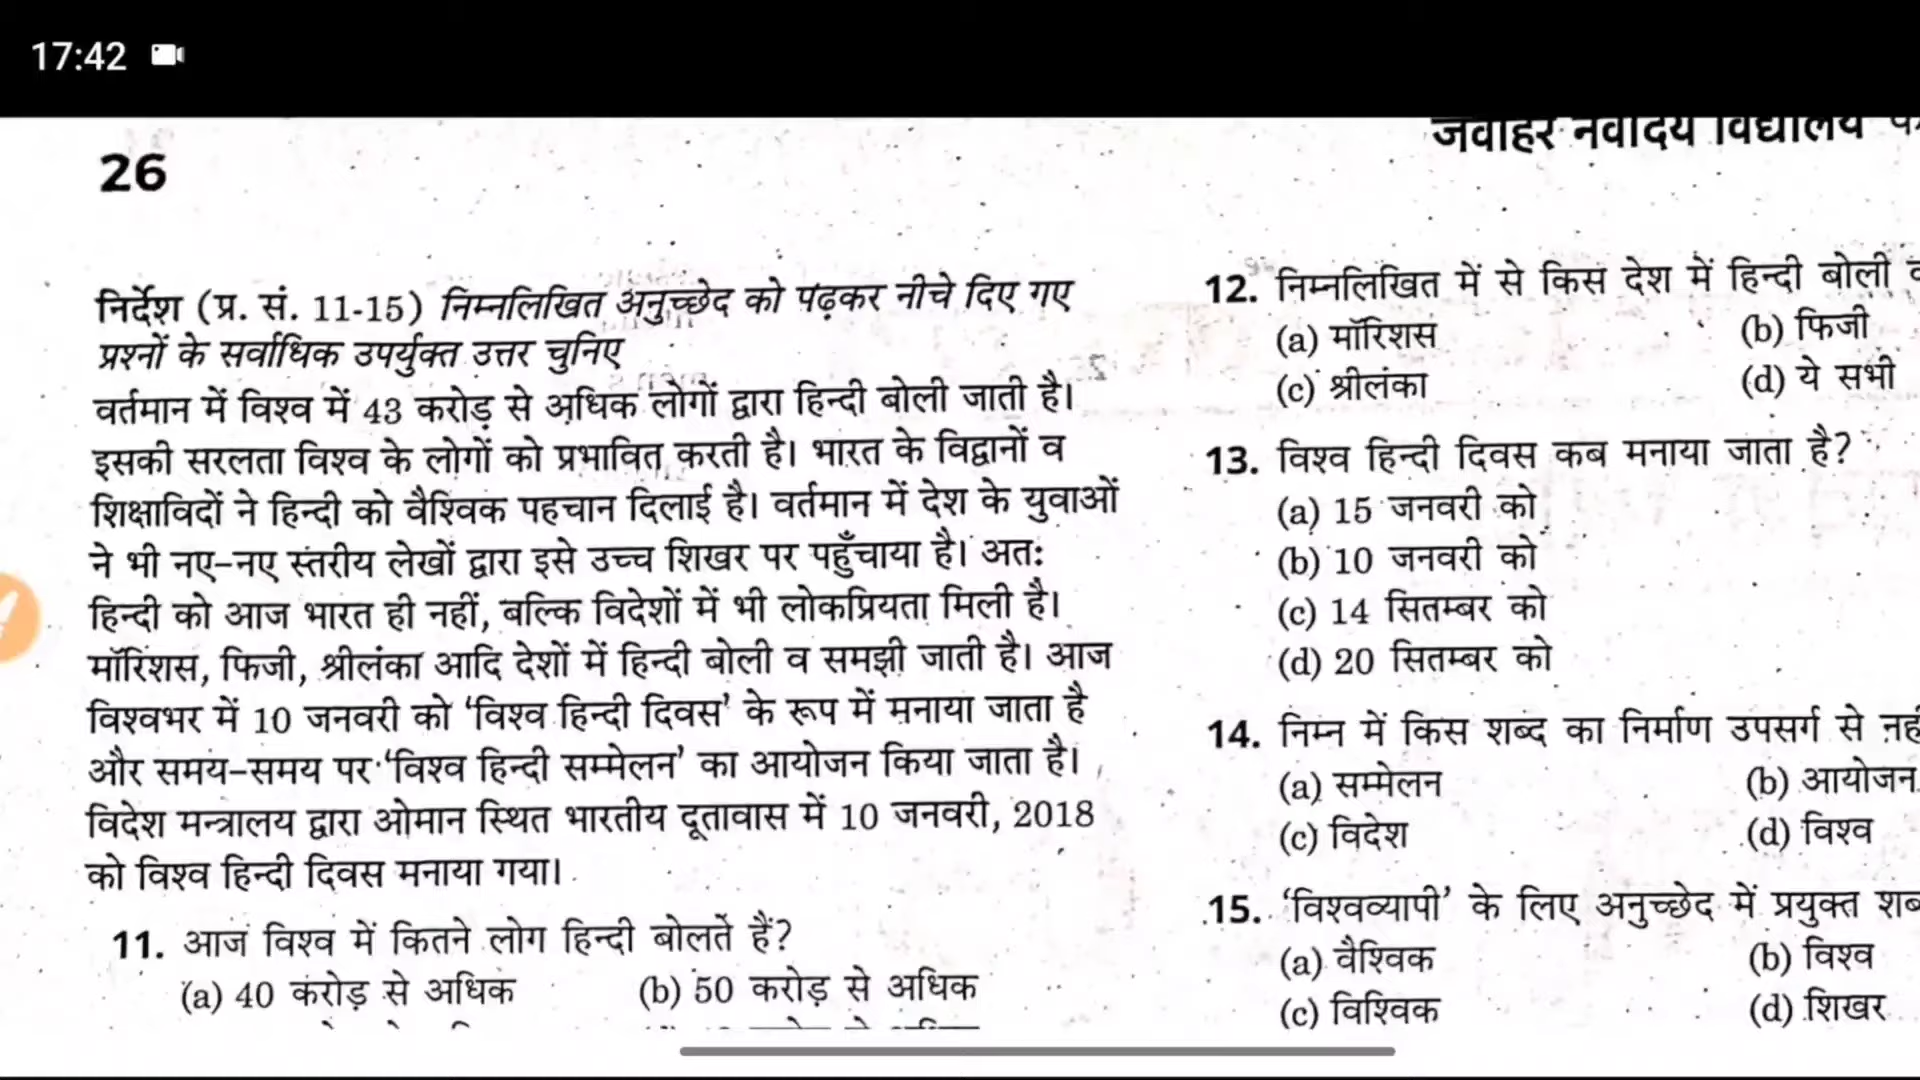 17:42
26
जवाहर नवोदय विद्यालय
निर्देश (प्र. सं. 11-15) निम्नलिखित अनुच्छेद को पढ़कर नीचे दिए गए
प्रश्नों के सर्वाधिक उपर्युक्त उत्तर चुनिए
वर्तमान में विश्व में 43 करोड़ से अधिक लोगों द्वारा हिन्दी बोली जाती है।
इसकी सरलता विश्व के लोगों को प्रभावित करती है। भारत के विद्वानों व
शिक्षाविदों ने हिन्दी को वैश्विक पहचान दिलाई है। वर्तमान में देश के युवाओं
ने भी नए-नए स्तरीय लेखों द्वारा इसे उच्च शिखर पर पहुँचाया है। अतः
हिन्दी को आज भारत ही नहीं, बल्कि विदेशों में भी लोकप्रियता मिली है।
मॉरिशस, फिजी, श्रीलंका आदि देशों में हिन्दी बोली व समझी जाती है। आज
विश्वभर में 10 जनवरी को ‘विश्व हिन्दी दिवस’ के रूप में मनाया जाता है
और समय-समय पर ‘विश्व हिन्दी सम्मेलन’ का आयोजन किया जाता है।
विदेश मन्त्रालय द्वारा ओमान स्थित भारतीय दूतावास में 10 जनवरी, 2018
को विश्व हिन्दी दिवस मनाया गया।
11. आज विश्व में कितने लोग हिन्दी बोलते हैं?
(a) 40 करोड़ से अधिक (b) 50 करोड़ से अधिक
12. निम्नलिखित में से किस देश में हिन्दी बोली
(a) मॉरिशस (b) फिजी
(c) श्रीलंका (d) ये सभी
13. विश्व हिन्दी दिवस कब मनाया जाता है?
(a) 15 जनवरी को
(b) 10 जनवरी को
(c) 14 सितम्बर को
(d) 20 सितम्बर को
14. निम्न में किस शब्द का निर्माण उपसर्ग से
(a) सम्मेलन (b) आयोजन
(c) विदेश (d) विश्व
15. ‘विश्वव्यापी’ के लिए अनुच्छेद में प्रयुक्त
(a) वैश्विक (b) विश्व
(c) विश्विक (d) शिखर